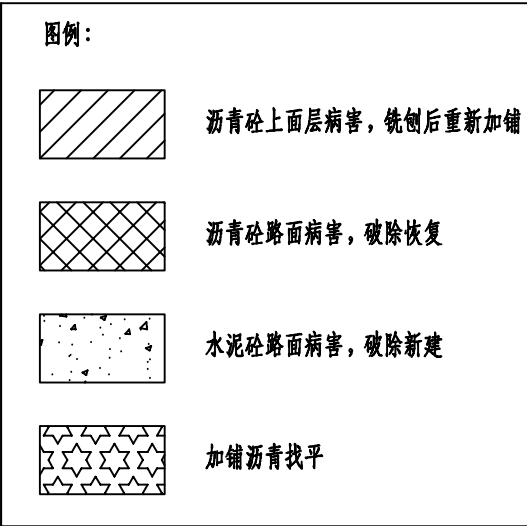 图例：
沥青砼上面层病害，铣刨后重新加铺
沥青砼路面病害，破除恢复
水泥砼路面病害，破除新建
加铺沥青找平